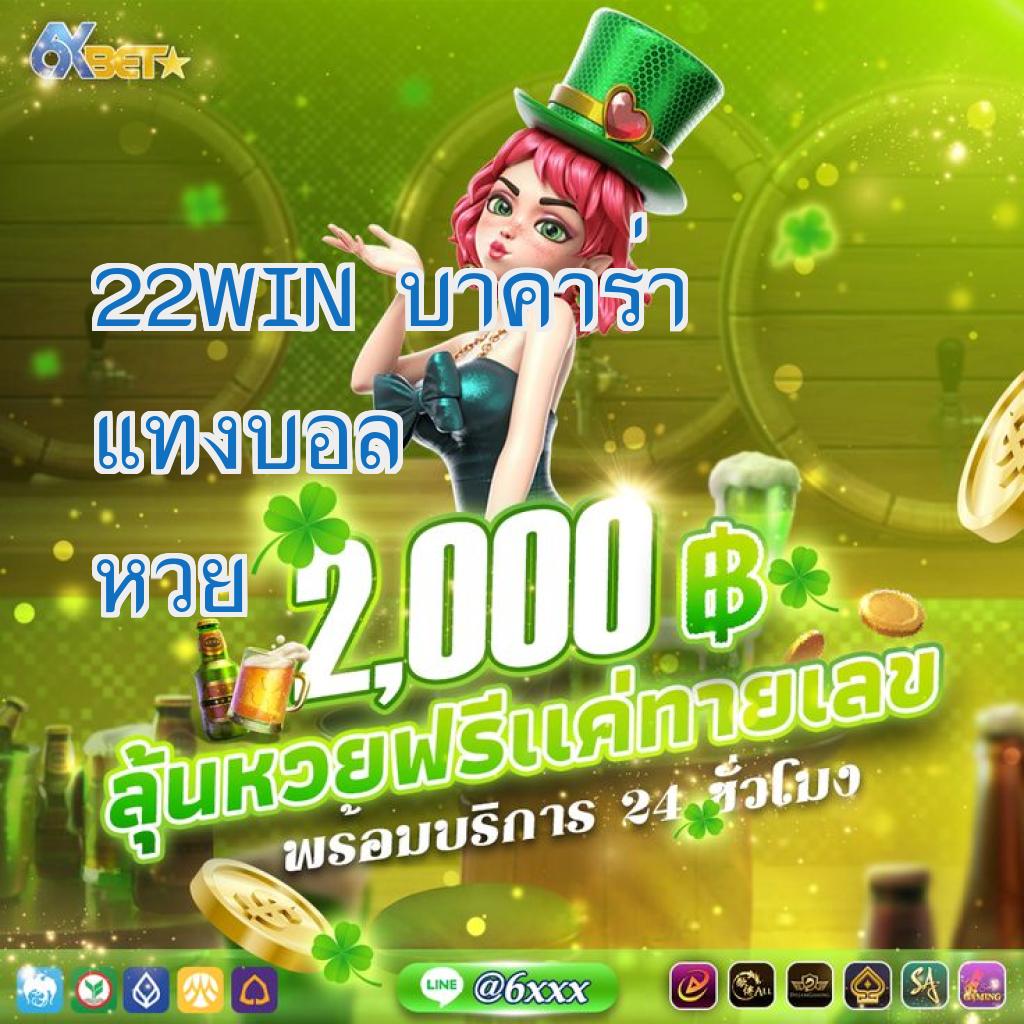 6XBET
22WIN บาคาร่า
แทงบอล
หวย
2,000 ฿
ลุ้นหวยฟรีแค่ทายเลข
พร้อมบริการ 24 ชั่วโมง
LINE @6xxx